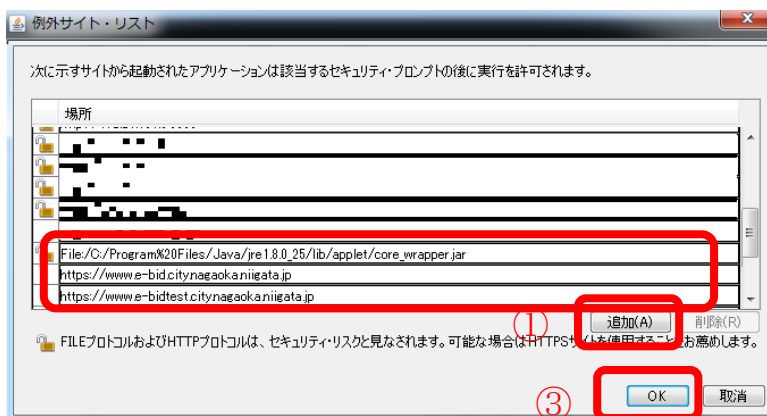 例外サイト・リスト
次に示すサイトから起動されたアプリケーションは該当するセキュリティ・プロンプトの後に実行を許可されます。
場所
File:/C:/Program%20Files/Java/jre1.8.0_25/lib/applet/core_wrapper.jar
https://www.e-bid.city.nagaoka.niigata.jp
https://www.e-bidtest.city.nagaoka.niigata.jp
① 追加(A) 削除(R)
FILEプロトコルおよびHTTPプロトコルは、セキュリティ・リスクと見なされます。可能な場合はHTTPSサイトを使用することをお薦めします。
③ OK 取消